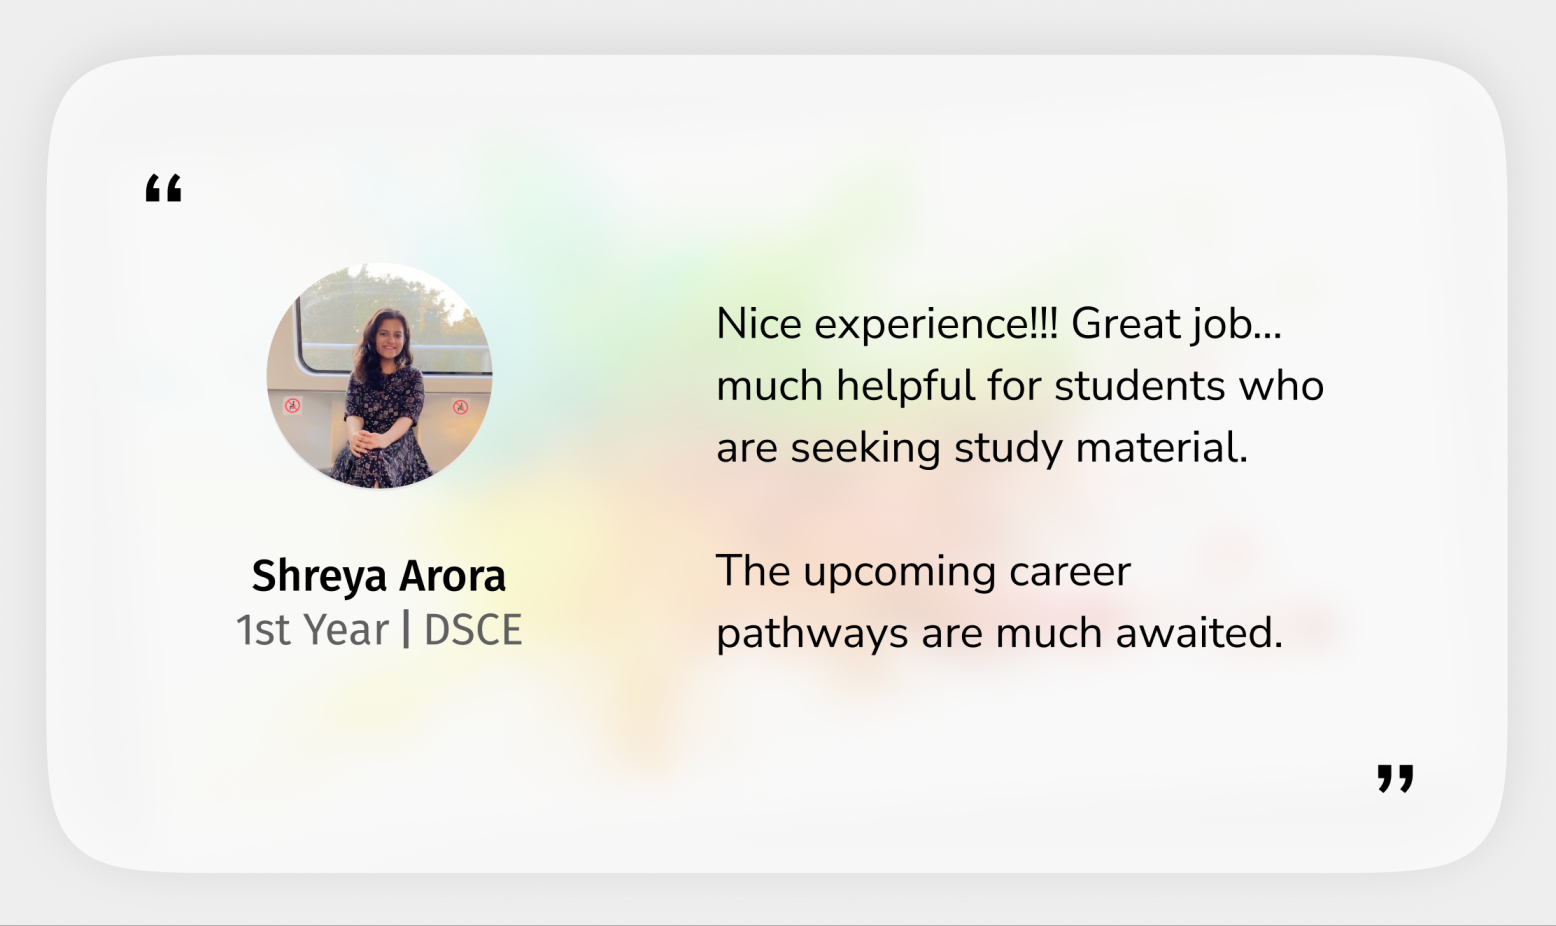 “
Shreya Arora
1st Year | DSCE
Nice experience!!! Great job...
much helpful for students who
are seeking study material.
The upcoming career
pathways are much awaited.
”